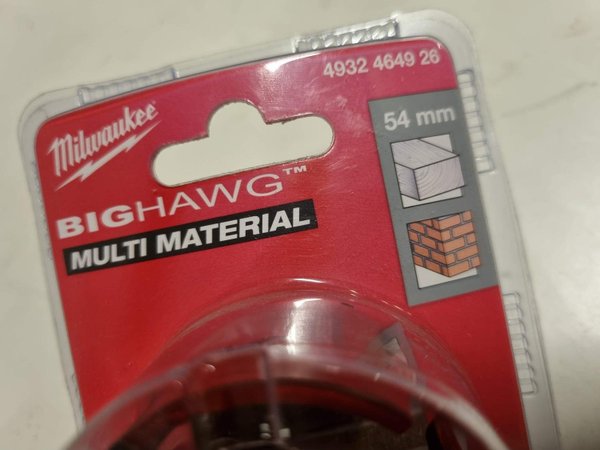 4932 4649 26
Milwaukee
54 mm
BIGHAWG™
MULTI MATERIAL